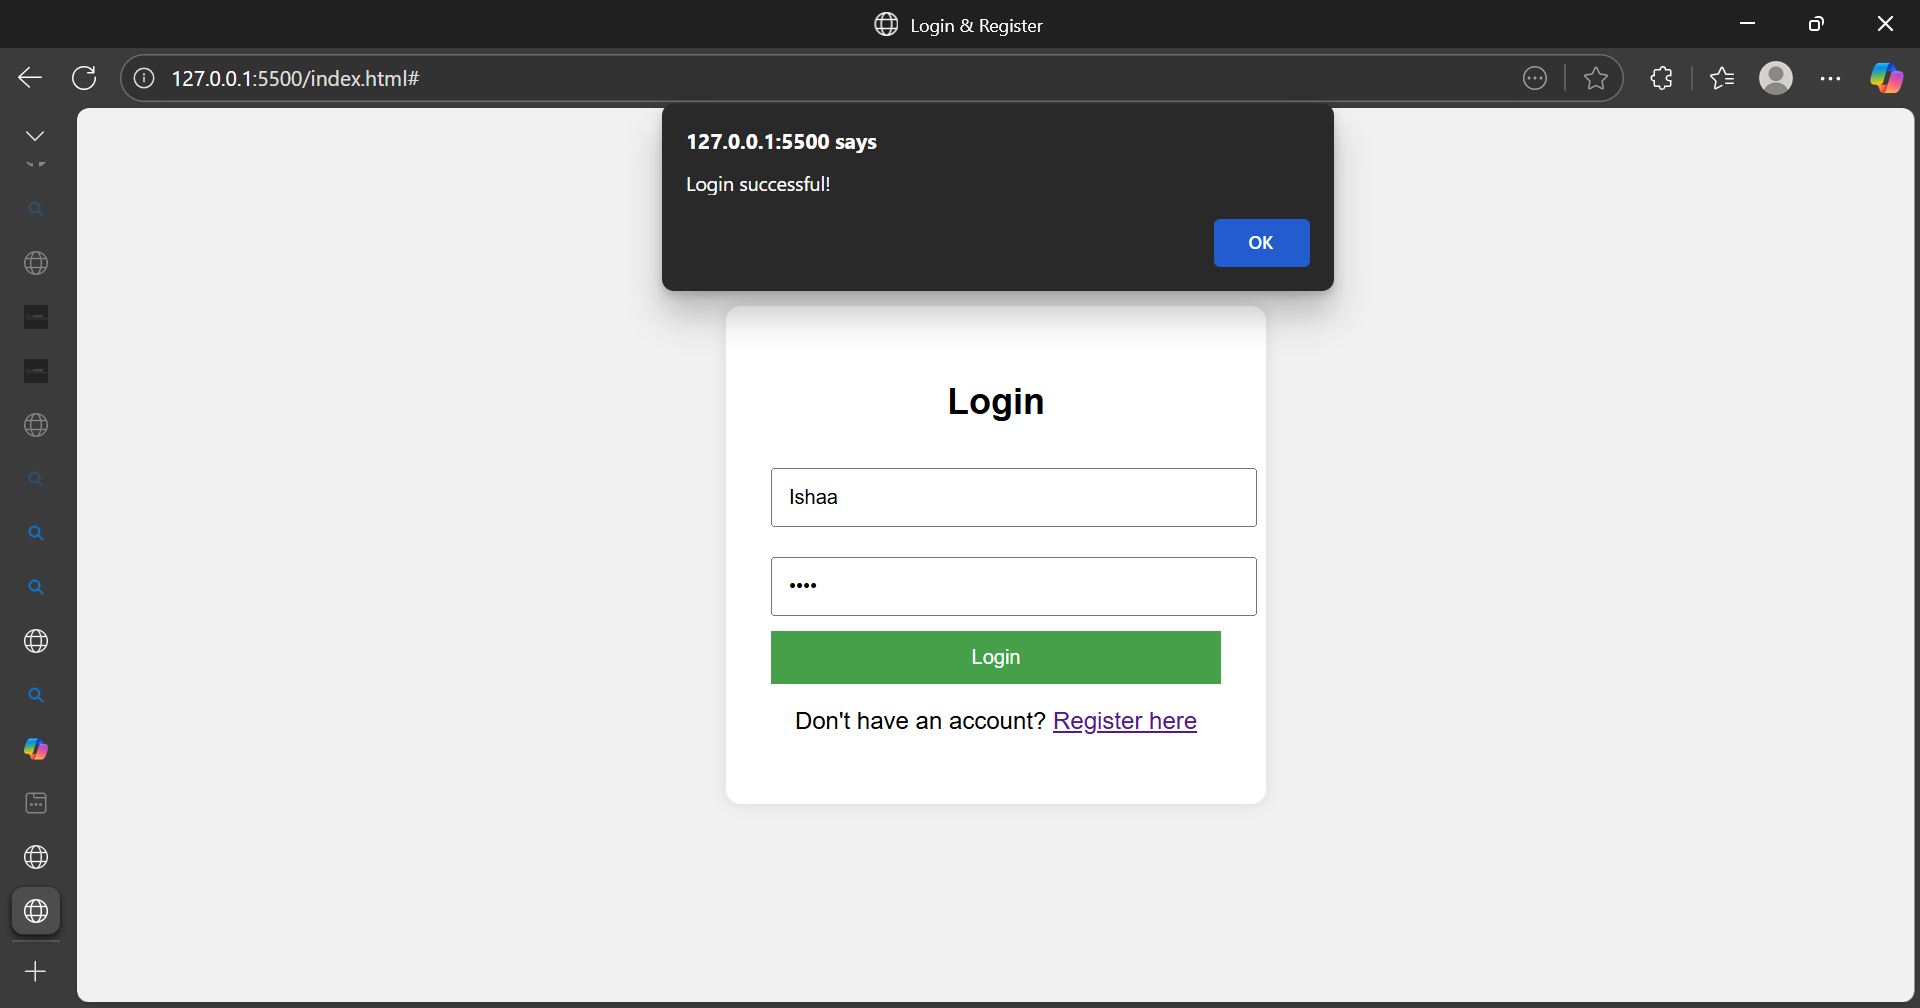 Login & Register
127.0.0.1:5500/index.html#
127.0.0.1:5500 says
Login successful!
OK
Login
Ishaa
••••
Login
Don't have an account? Register here